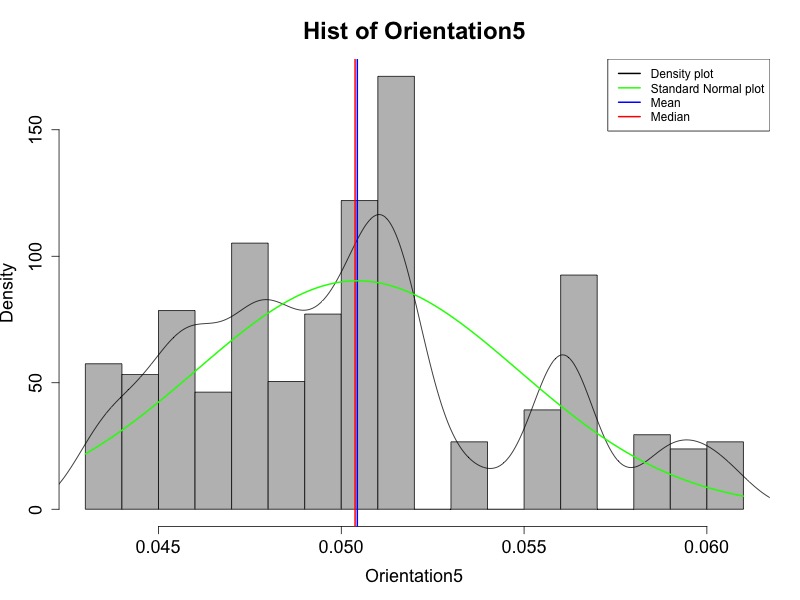 Hist of Orientation5
Density plot
Standard Normal plot
Mean
Median
Density
150
100
50
0
0.045 0.050 0.055 0.060
Orientation5